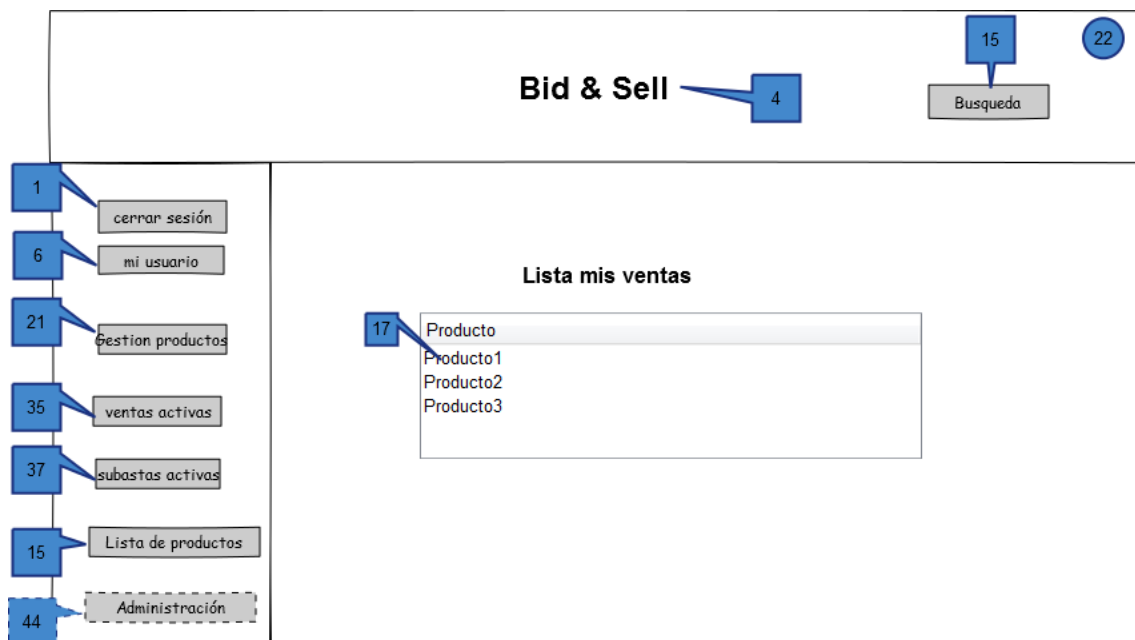 15
22
Bid & Sell
4
Busqueda
1
cerrar sesión
6
mi usuario
21
Gestion productos
35
ventas activas
37
subastas activas
15
Lista de productos
44
Administración
Lista mis ventas
17
Producto
Producto1
Producto2
Producto3